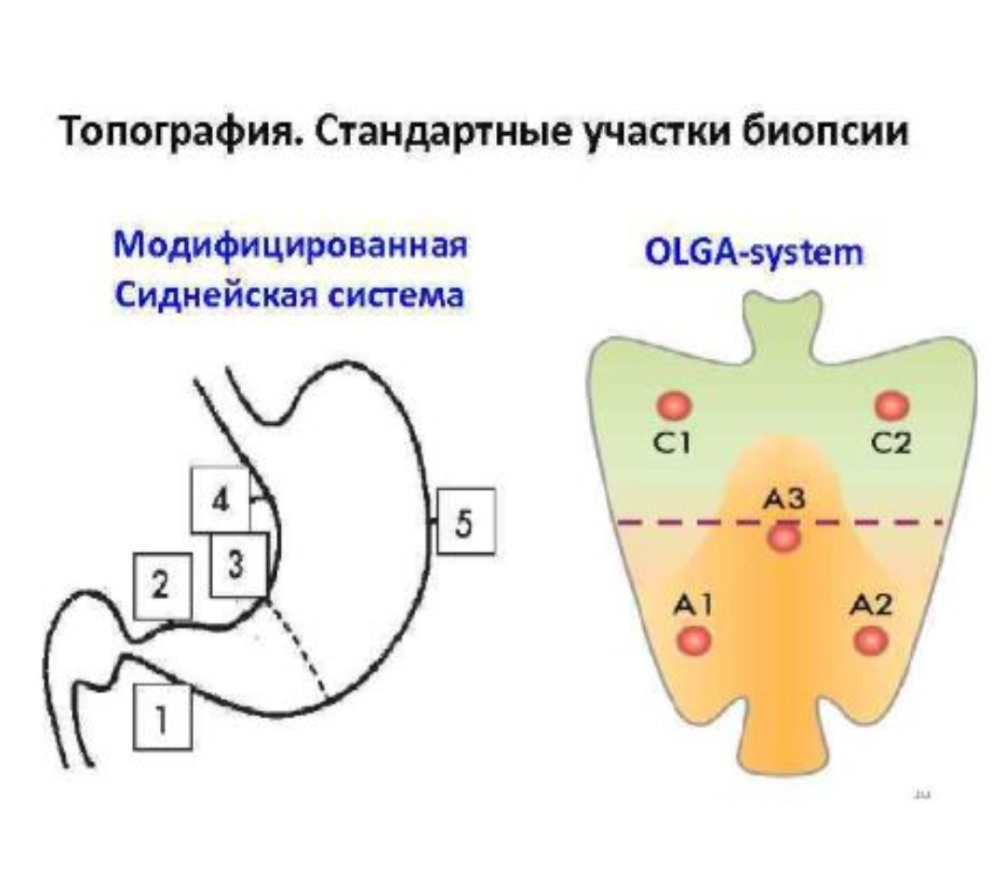 Топография. Стандартные участки биопсии
Модифицированная
Сиднейская система
OLGA-system
4
3
2
1
5
C1
C2
A3
A1
A2